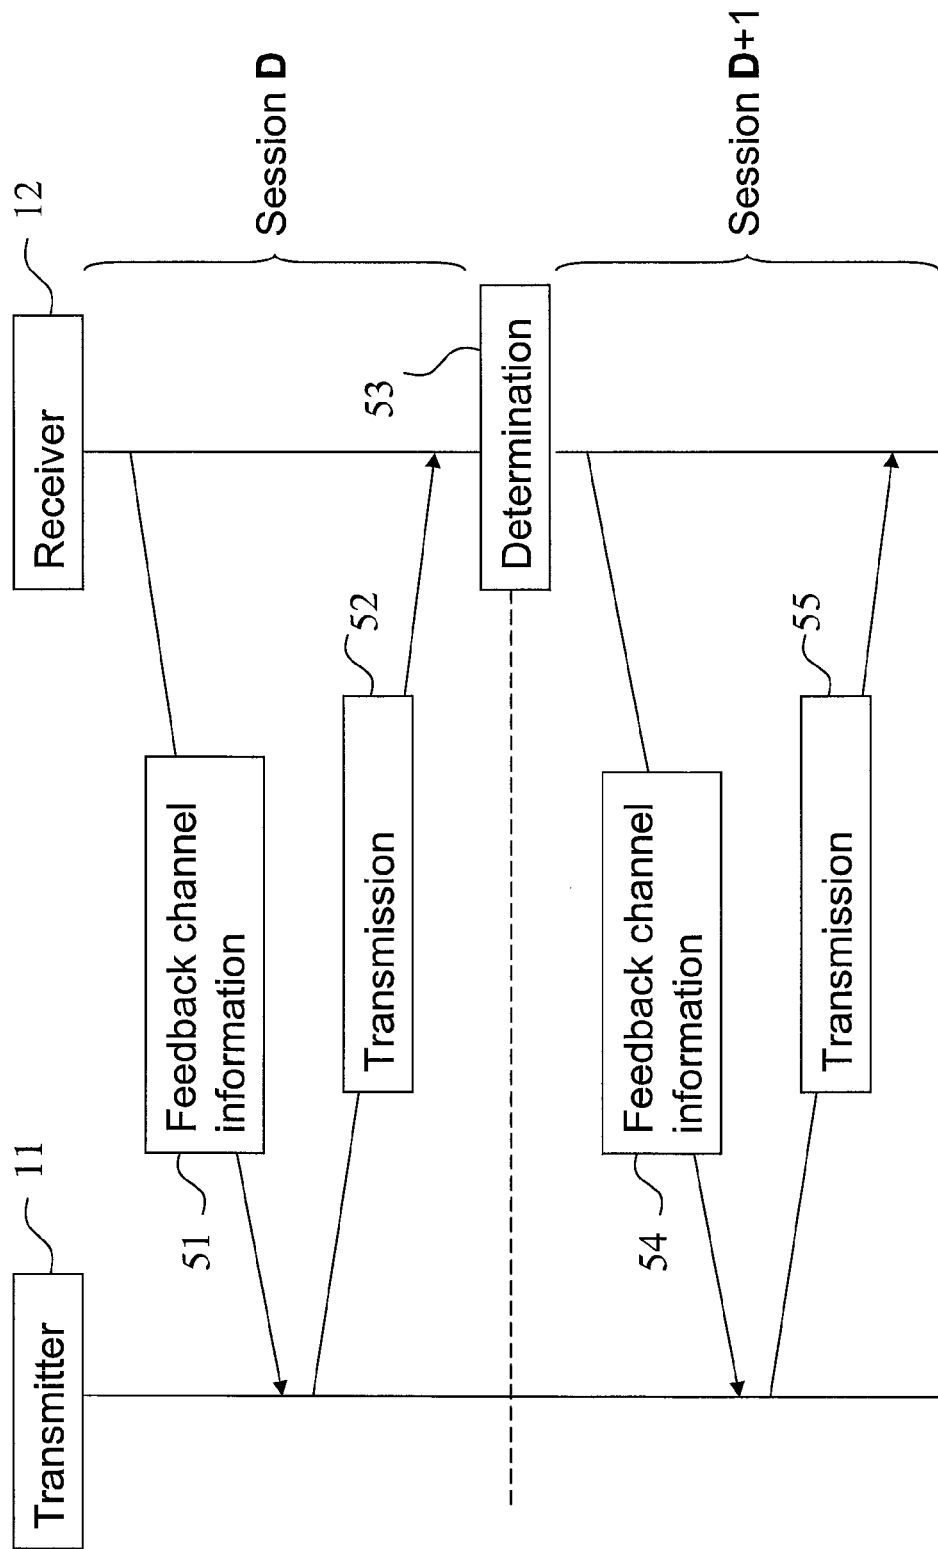 Transmitter
11
Receiver
12
Feedback channel
information
51
Session D
Transmission
52
Determination
53
Feedback channel
information
54
Session D+1
Transmission
55